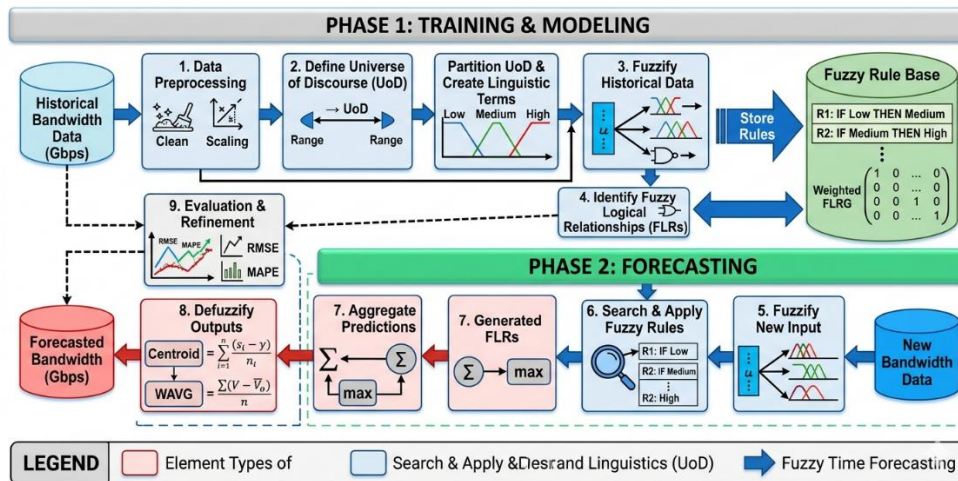 PHASE 1: TRAINING & MODELING
Historical
Bandwidth
Data
(Gbps)
1. Data
Preprocessing
Clean
Scaling
2. Define Universe
of Discourse (UoD)
→ UoD
Range
Range
Partition UoD &
Create Linguistic
Terms
Low
Medium
High
3. Fuzzify
Historical Data
u
Store
Rules
Fuzzy Rule Base
R1: IF Low THEN Medium
R2: IF Medium THEN High
⋮
Weighted
FLRG
1 0 ... 0
0 0 ... 0
0 0 1 0
0 0 ... 1
4. Identify Fuzzy
Logical
Relationships (FLRs)
9. Evaluation &
Refinement
RMSE
MAPE
RMSE
MAPE
PHASE 2: FORECASTING
Forecasted
Bandwidth
(Gbps)
8. Defuzzify
Outputs
Centroid = ∑ i=1 n (s_i − y) / n_i
WAVG = ∑(V − V̅_o) / n
7. Aggregate
Predictions
∑
Σ
max
7. Generated
FLRs
Σ
max
6. Search & Apply
Fuzzy Rules
R1: IF Low
R2: IF Medium
⋮
R2: High
5. Fuzzify
New Input
u
New
Bandwidth
Data
LEGEND
Element Types of
Search & Apply &Desrand Linguistics (UoD)
Fuzzy Time Forecasting